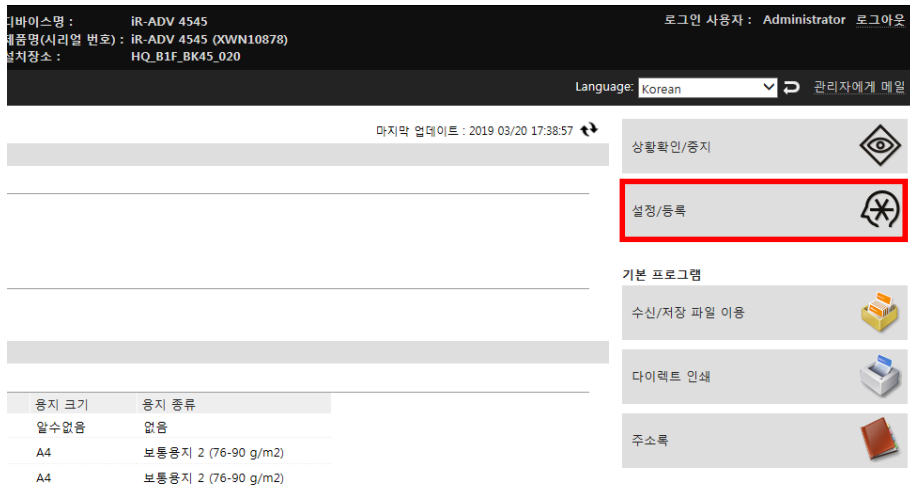 디바이스명 : iR-ADV 4545 로그인 사용자 : Administrator 로그아웃
제품명(시리얼 번호) : iR-ADV 4545 (XWN10878)
설치장소 : HQ_B1F_BK45_020
Language: Korean 관리자에게 메일
마지막 업데이트 : 2019 03/20 17:38:57
상황확인/중지
설정/등록
기본 프로그램
수신/저장 파일 이용
다이렉트 인쇄
주소록
용지 크기 용지 종류
알수없음 없음
A4 보통용지 2 (76-90 g/m2)
A4 보통용지 2 (76-90 g/m2)